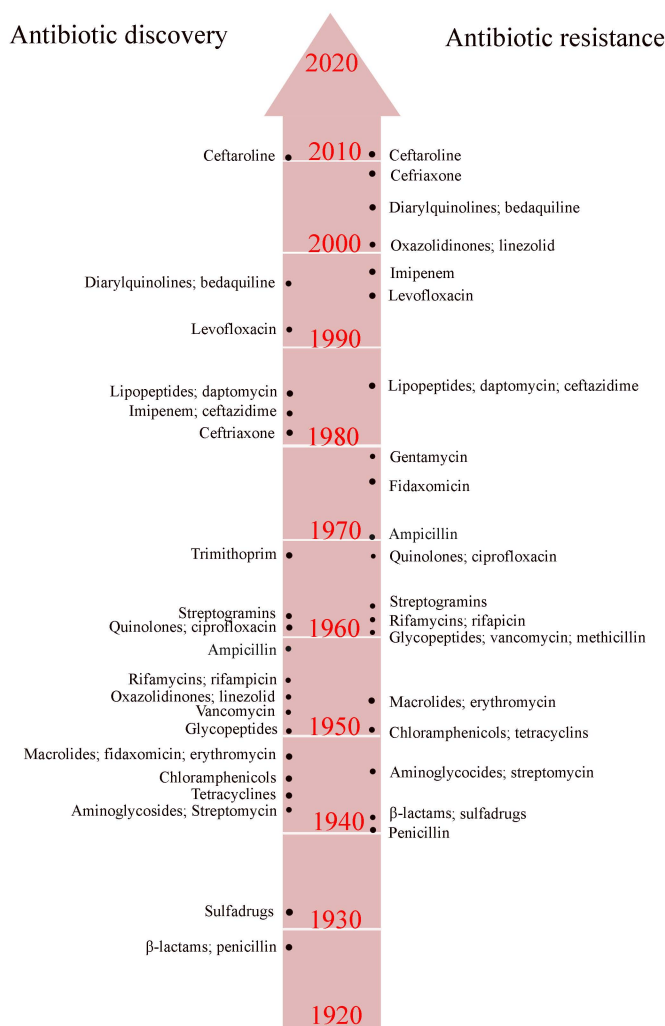 Antibiotic discovery
Antibiotic resistance
2020
Ceftaroline
2010
Ceftaroline
Cefriaxone
Diarylquinolines; bedaquiline
2000
Oxazolidinones; linezolid
Imipenem
Diarylquinolines; bedaquiline
Levofloxacin
Levofloxacin
1990
Lipopeptides; daptomycin
Lipopeptides; daptomycin; ceftazidime
Imipenem; ceftazidime
Ceftriaxone
1980
Gentamycin
Fidaxomicin
1970
Ampicillin
Trimithoprim
Quinolones; ciprofloxacin
Streptogramins
Streptogramins
Quinolones; ciprofloxacin
1960
Rifamycins; rifapicin
Glycopeptides; vancomycin; methicillin
Ampicillin
Rifamycins; rifampicin
Oxazolidinones; linezolid
Macrolides; erythromycin
Vancomycin
Glycopeptides
1950
Chloramphenicols; tetracyclins
Macrolides; fidaxomicin; erythromycin
Aminoglycocides; streptomycin
Chloramphenicols
Tetracyclines
Aminoglycosides; Streptomycin
1940
β-lactams; sulfadrugs
Penicillin
Sulfadrugs
1930
β-lactams; penicillin
1920